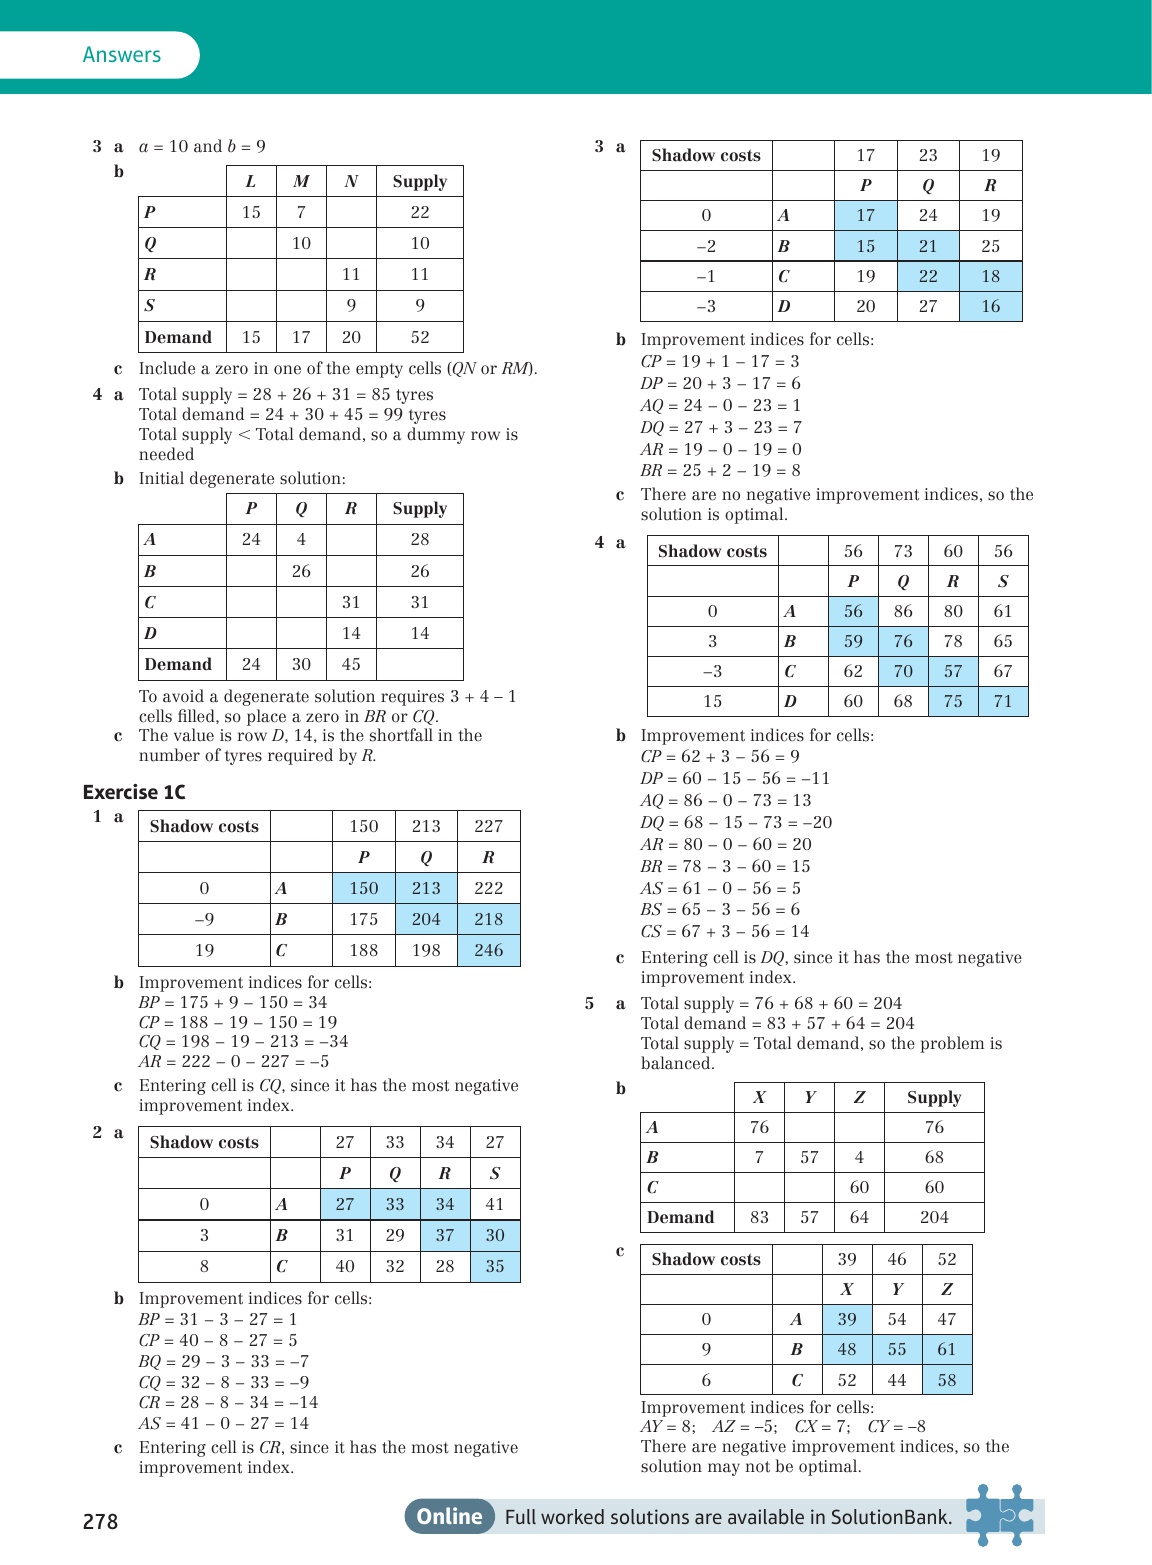 Answers
3 a a = 10 and b = 9
b
L M N Supply
P 15 7 22
Q 10 10
R 11 11
S 9 9
Demand 15 17 20 52
c Include a zero in one of the empty cells (QN or RM).
4 a Total supply = 28 + 26 + 31 = 85 tyres
Total demand = 24 + 30 + 45 = 99 tyres
Total supply < Total demand, so a dummy row is
needed
b Initial degenerate solution:
P Q R Supply
A 24 4 28
B 26 26
C 31 31
D 14 14
Demand 24 30 45
To avoid a degenerate solution requires 3 + 4 – 1
cells filled, so place a zero in BR or CQ.
c The value is row D, 14, is the shortfall in the
number of tyres required by R.
Exercise 1C
1 a
Shadow costs 150 213 227
P Q R
0 A 150 213 222
–9 B 175 204 218
19 C 188 198 246
b Improvement indices for cells:
BP = 175 + 9 – 150 = 34
CP = 188 – 19 – 150 = 19
CQ = 198 – 19 – 213 = –34
AR = 222 – 0 – 227 = –5
c Entering cell is CQ, since it has the most negative
improvement index.
2 a
Shadow costs 27 33 34 27
P Q R S
0 A 27 33 34 41
3 B 31 29 37 30
8 C 40 32 28 35
b Improvement indices for cells:
BP = 31 – 3 – 27 = 1
CP = 40 – 8 – 27 = 5
BQ = 29 – 3 – 33 = –7
CQ = 32 – 8 – 33 = –9
CR = 28 – 8 – 34 = –14
AS = 41 – 0 – 27 = 14
c Entering cell is CR, since it has the most negative
improvement index.
3 a
Shadow costs 17 23 19
P Q R
0 A 17 24 19
–2 B 15 21 25
–1 C 19 22 18
–3 D 20 27 16
b Improvement indices for cells:
CP = 19 + 1 – 17 = 3
DP = 20 + 3 – 17 = 6
AQ = 24 – 0 – 23 = 1
DQ = 27 + 3 – 23 = 7
AR = 19 – 0 – 19 = 0
BR = 25 + 2 – 19 = 8
c There are no negative improvement indices, so the
solution is optimal.
4 a
Shadow costs 56 73 60 56
P Q R S
0 A 56 86 80 61
3 B 59 76 78 65
–3 C 62 70 57 67
15 D 60 68 75 71
b Improvement indices for cells:
CP = 62 + 3 – 56 = 9
DP = 60 – 15 – 56 = –11
AQ = 86 – 0 – 73 = 13
DQ = 68 – 15 – 73 = –20
AR = 80 – 0 – 60 = 20
BR = 78 – 3 – 60 = 15
AS = 61 – 0 – 56 = 5
BS = 65 – 3 – 56 = 6
CS = 67 + 3 – 56 = 14
c Entering cell is DQ, since it has the most negative
improvement index.
5 a Total supply = 76 + 68 + 60 = 204
Total demand = 83 + 57 + 64 = 204
Total supply = Total demand, so the problem is
balanced.
b
X Y Z Supply
A 76 76
B 7 57 4 68
C 60 60
Demand 83 57 64 204
c
Shadow costs 39 46 52
X Y Z
0 A 39 54 47
9 B 48 55 61
6 C 52 44 58
Improvement indices for cells:
AY = 8; AZ = –5; CX = 7; CY = –8
There are negative improvement indices, so the
solution may not be optimal.
278
Online Full worked solutions are available in SolutionBank.